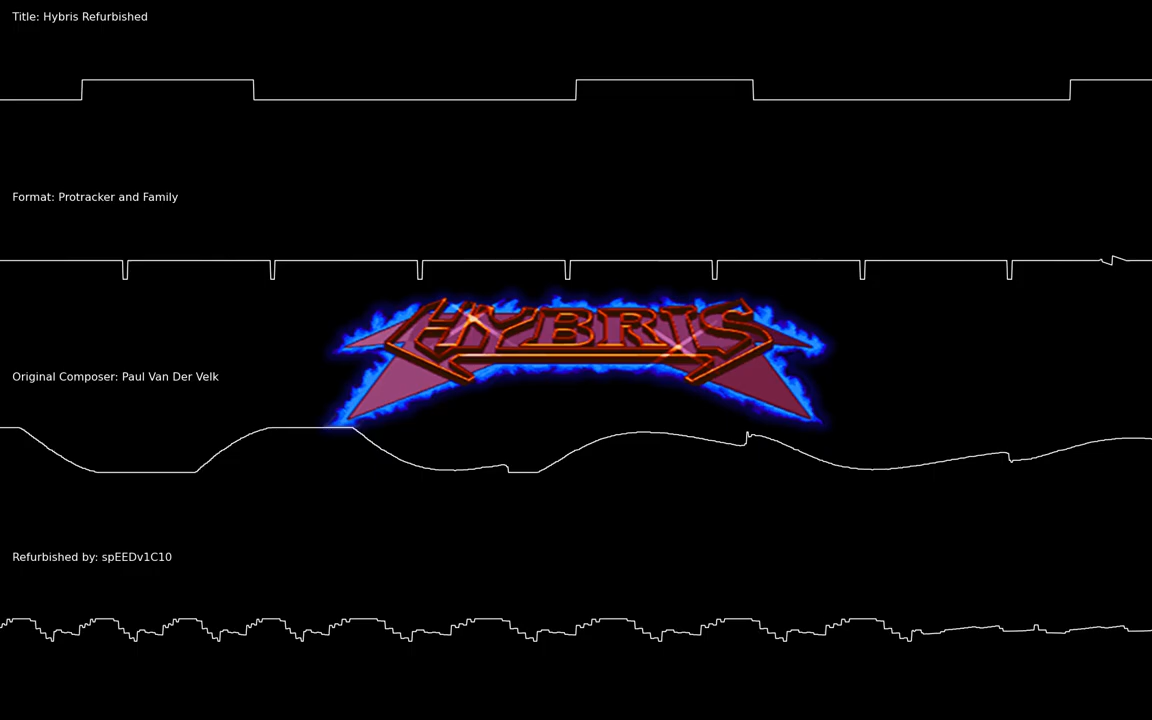 Title: Hybris Refurbished
Format: Protracker and Family
HYBRIS
Original Composer: Paul Van Der Velk
Refurbished by: spEEDv1C10